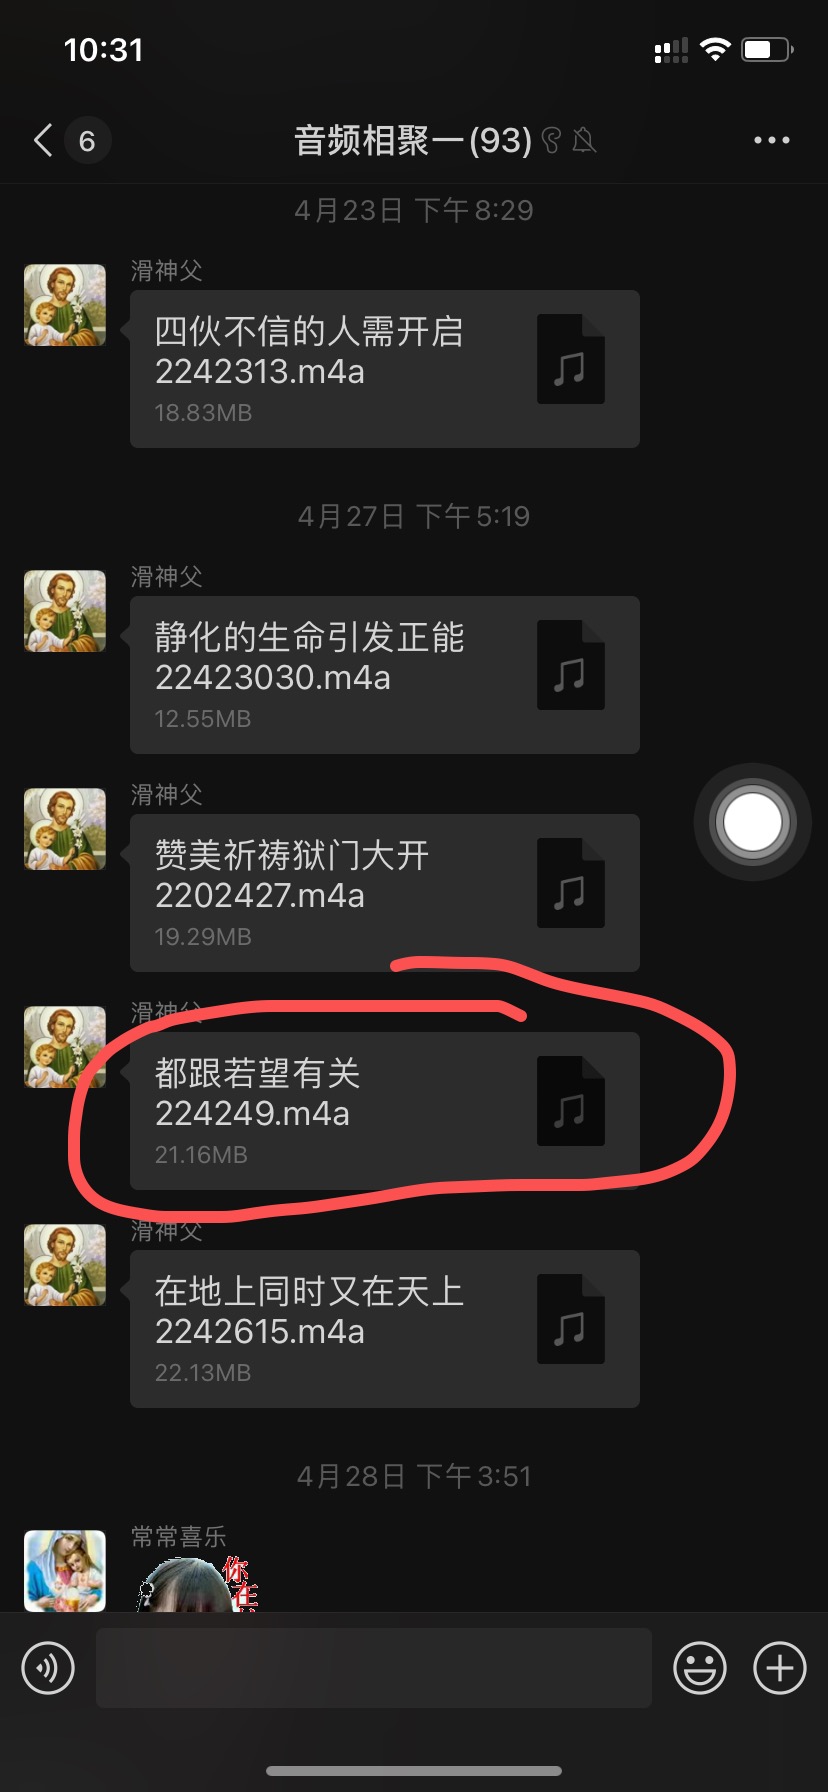 10:31
6
音频相聚一(93)
4月23日 下午8:29
滑神父
四伙不信的人需开启
2242313.m4a
18.83MB
4月27日 下午5:19
滑神父
静化的生命引发正能
22423030.m4a
12.55MB
滑神父
赞美祈祷狱门大开
2202427.m4a
19.29MB
滑神父
都跟若望有关
224249.m4a
21.16MB
滑神父
在地上同时又在天上
2242615.m4a
22.13MB
4月28日 下午3:51
常常喜乐
你
在